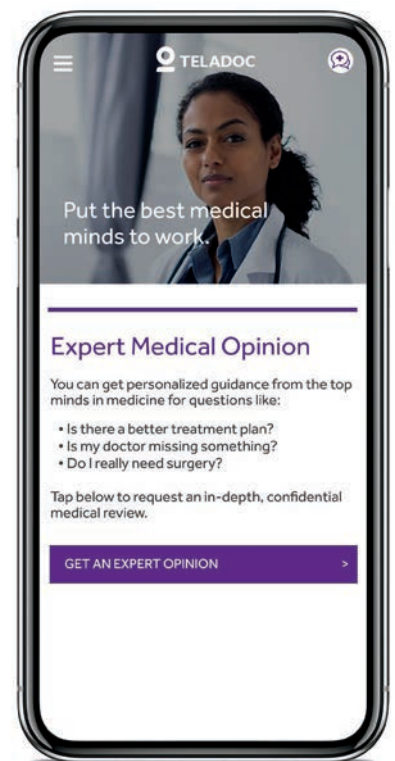 TELADOC
Put the best medical
minds to work.
Expert Medical Opinion
You can get personalized guidance from the top
minds in medicine for questions like:
• Is there a better treatment plan?
• Is my doctor missing something?
• Do I really need surgery?
Tap below to request an in-depth, confidential
medical review.
GET AN EXPERT OPINION >